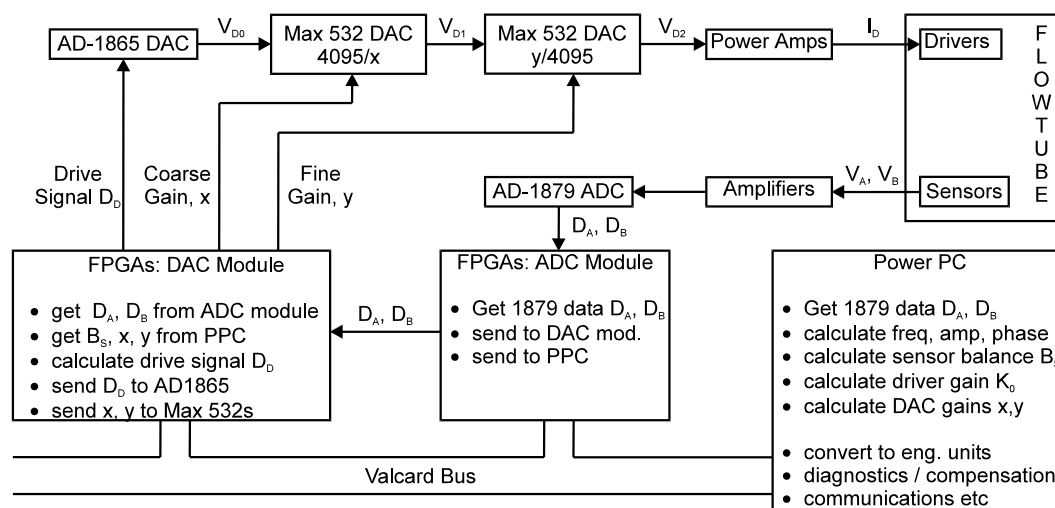 V_D0
V_D1
V_D2
I_D
AD-1865 DAC
Max 532 DAC
4095/x
Max 532 DAC
y/4095
Power Amps
Drivers
FLOWTUBE
Drive
Signal D_D
Coarse
Gain, x
Fine
Gain, y
AD-1879 ADC
Amplifiers
V_A, V_B
Sensors
D_A, D_B
FPGAs: DAC Module
• get D_A, D_B from ADC module
• get B_S, x, y from PPC
• calculate drive signal D_D
• send D_D to AD1865
• send x, y to Max 532s
D_A, D_B
FPGAs: ADC Module
• Get 1879 data D_A, D_B
• send to DAC mod.
• send to PPC
Power PC
• Get 1879 data D_A, D_B
• calculate freq, amp, phase
• calculate sensor balance B
• calculate driver gain K_0
• calculate DAC gains x,y
• convert to eng. units
• diagnostics / compensation
• communications etc
Valcard Bus